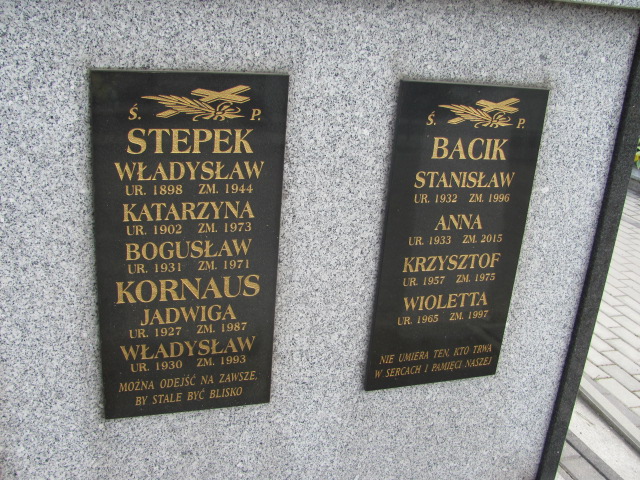 Ś. P.
STEPEK
WŁADYSŁAW
UR. 1898 ZM. 1944
KATARZYNA
UR. 1902 ZM. 1973
BOGUSŁAW
UR. 1931 ZM. 1971
KORNAUS
JADWIGA
UR. 1927 ZM. 1987
WŁADYSŁAW
UR. 1930 ZM. 1993
MOŻNA ODEJŚĆ NA ZAWSZE,
BY STALE BYĆ BLISKO
Ś. P.
BACIK
STANISŁAW
UR. 1932 ZM. 1996
ANNA
UR. 1933 ZM. 2015
KRZYSZTOF
UR. 1957 ZM. 1975
WIOLETTA
UR. 1965 ZM. 1997
NIE UMIERA TEN, KTO TRWA
W SERCACH I PAMIĘCI NASZEJ